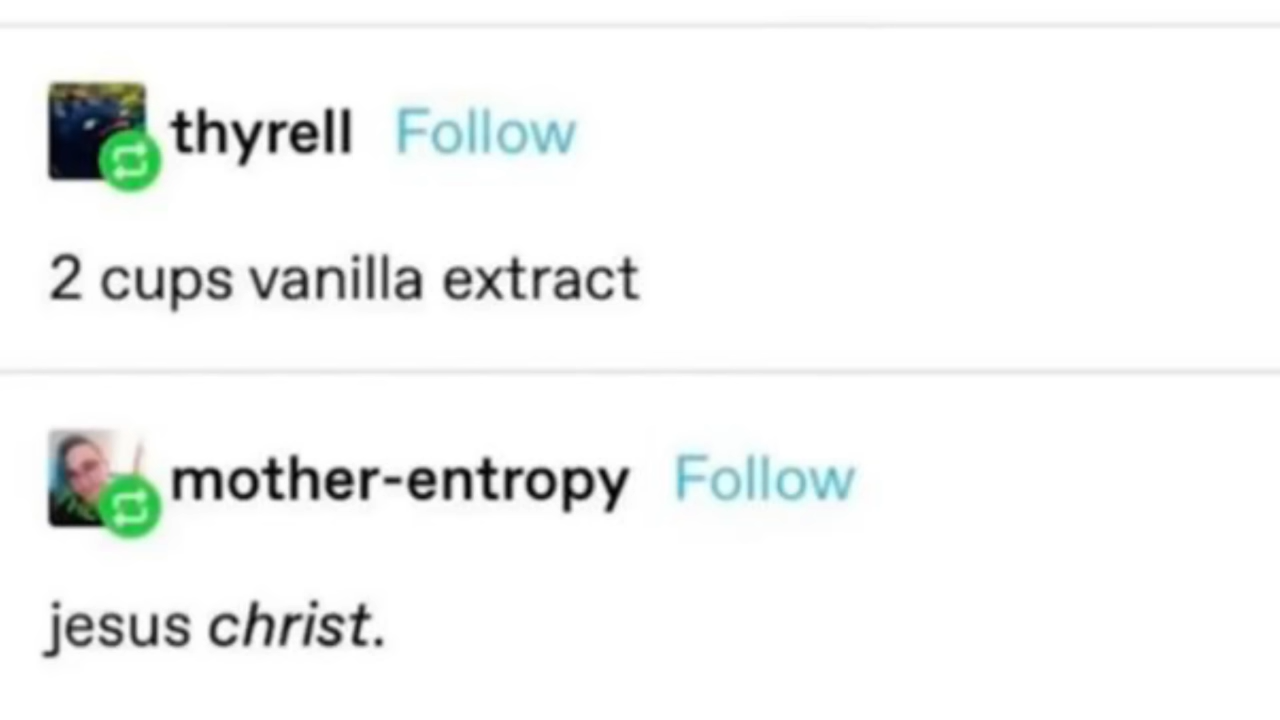 thyrell Follow
2 cups vanilla extract
mother-entropy Follow
jesus christ.